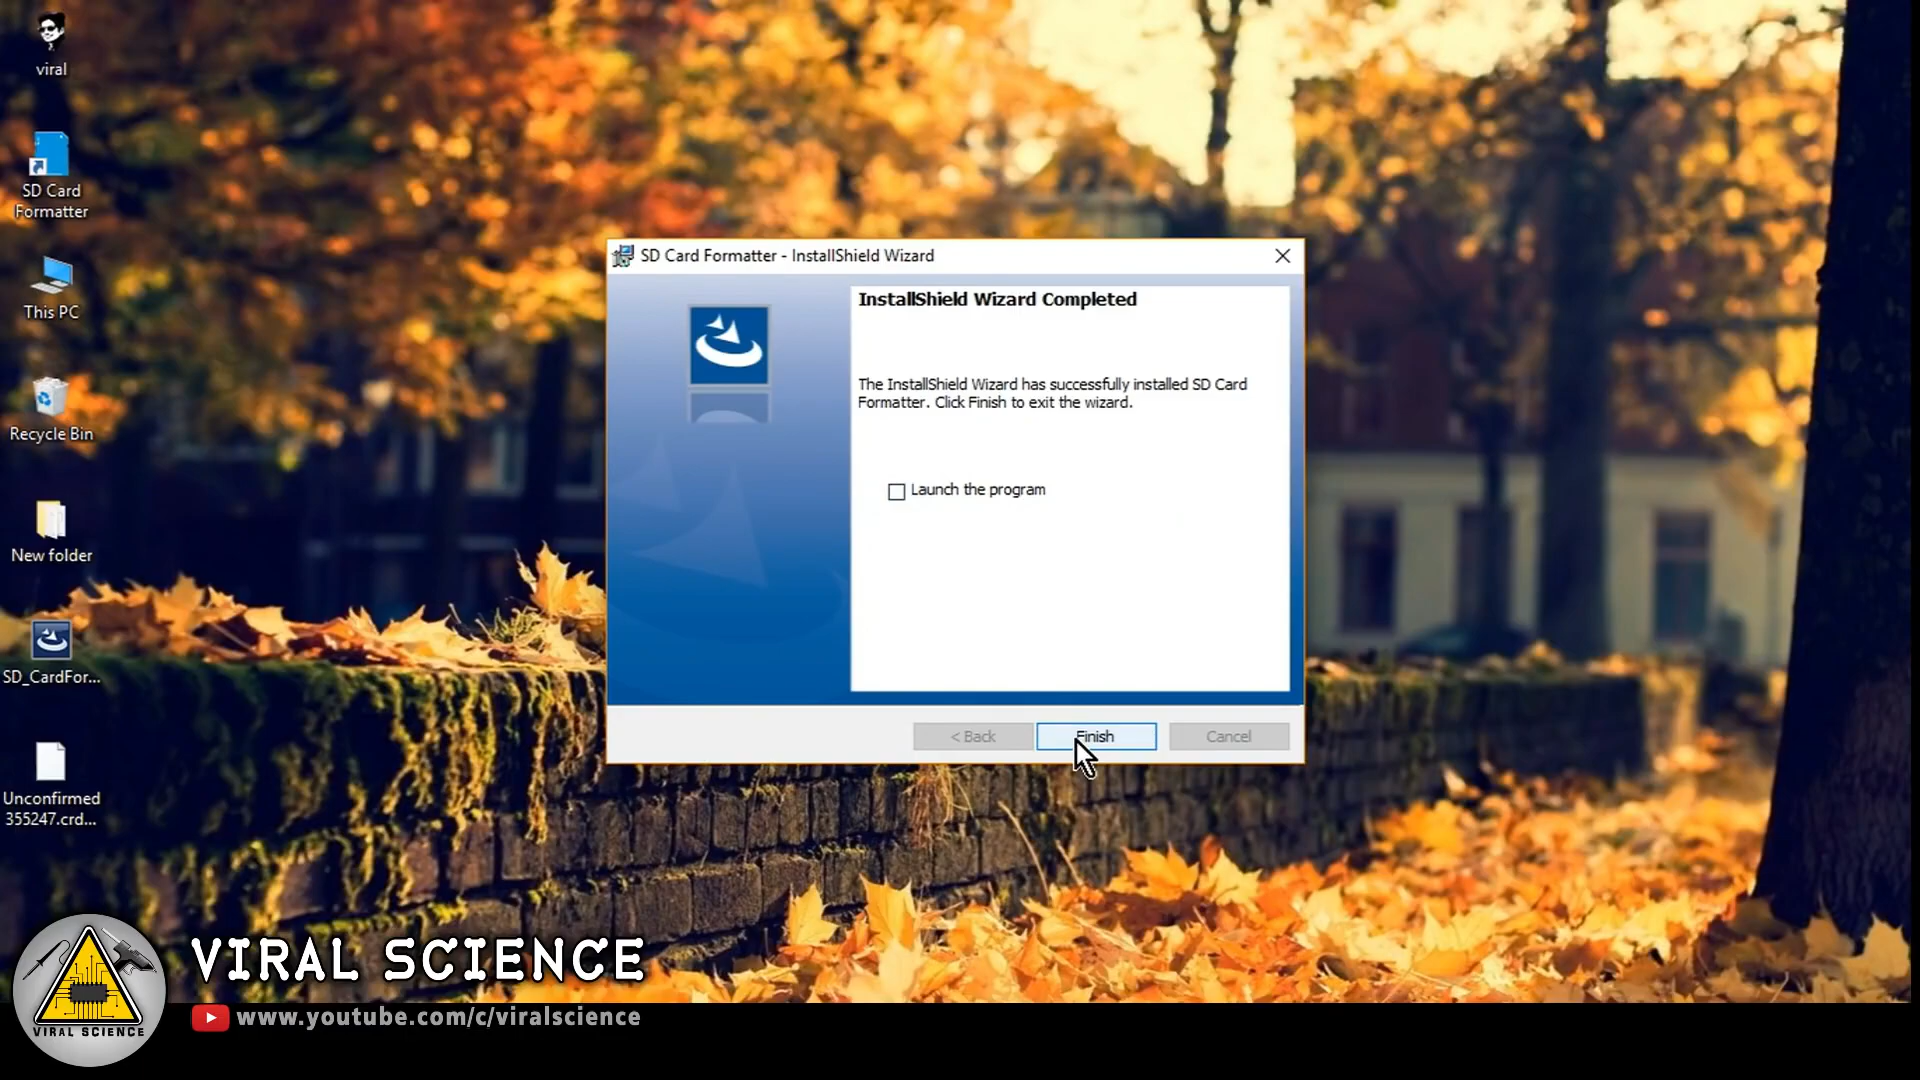 viral
SD Card
Formatter
This PC
Recycle Bin
New folder
SD_CardFor...
Unconfirmed
355247.crd...
SD Card Formatter - InstallShield Wizard
InstallShield Wizard Completed
The InstallShield Wizard has successfully installed SD Card
Formatter. Click Finish to exit the wizard.
Launch the program
< Back
Finish
Cancel
VIRAL SCIENCE
VIRAL SCIENCE
www.youtube.com/c/viralscience